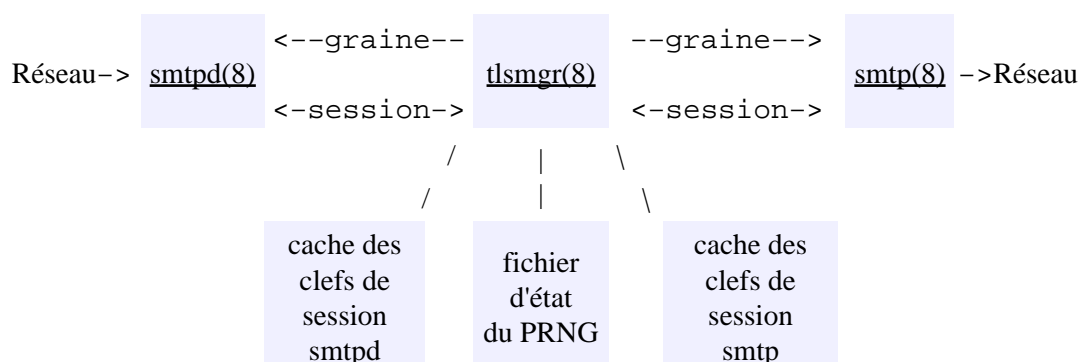 <--graine-- --graine-->
Réseau-> smtpd(8) tlsmgr(8) smtp(8) ->Réseau
<-session-> <-session->
/ | \
/ | \
cache des
clefs de
session
smtpd
fichier
d'état
du PRNG
cache des
clefs de
session
smtp